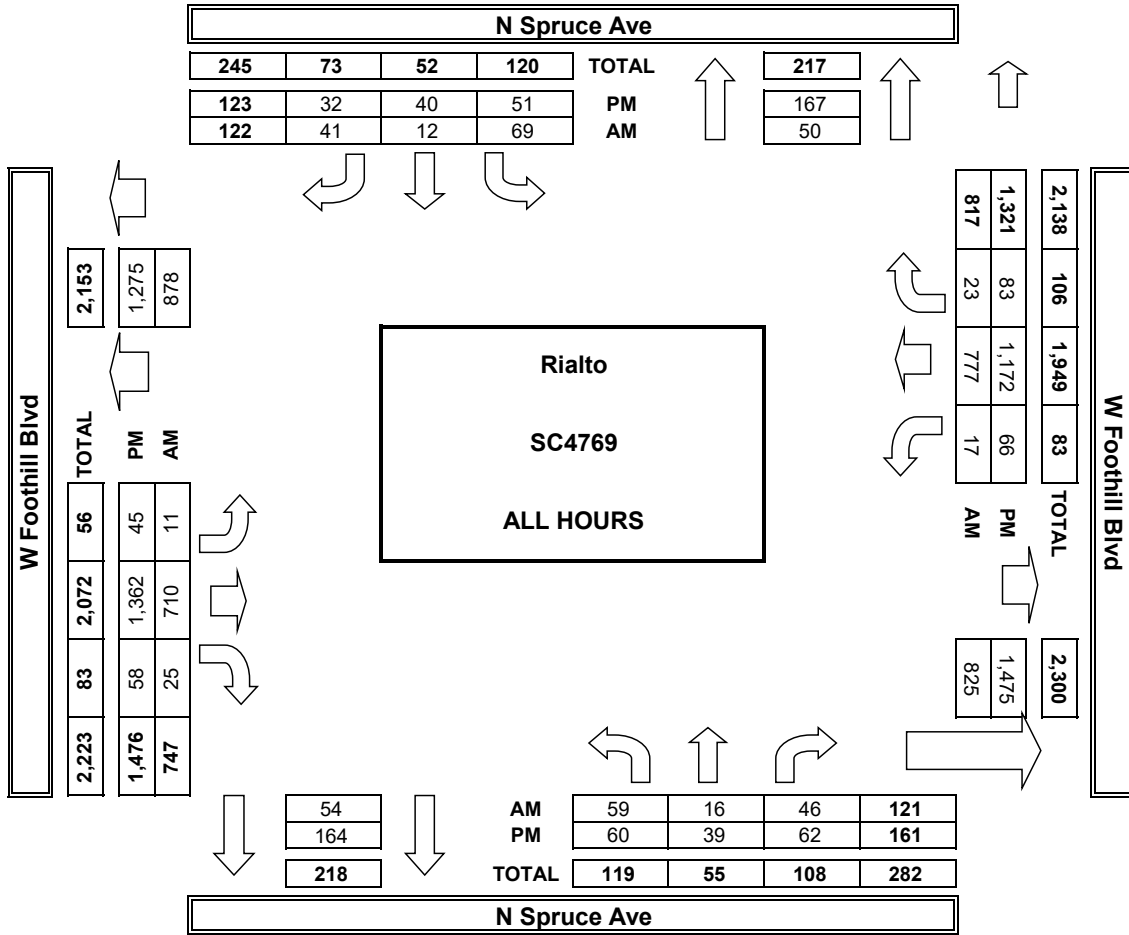 N Spruce Ave
245 73 52 120 TOTAL 217
123 32 40 51 PM 167
122 41 12 69 AM 50
W Foothill Blvd
2,153
1,275
878
TOTAL 56 2,072 83 2,223
PM 45 1,362 58 1,476
AM 11 710 25 747
Rialto
SC4769
ALL HOURS
2,138 106 1,949 83 TOTAL 2,300
1,321 83 1,172 66 PM 1,475
817 23 777 17 AM 825
W Foothill Blvd
54 AM 59 16 46 121
164 PM 60 39 62 161
218 TOTAL 119 55 108 282
N Spruce Ave